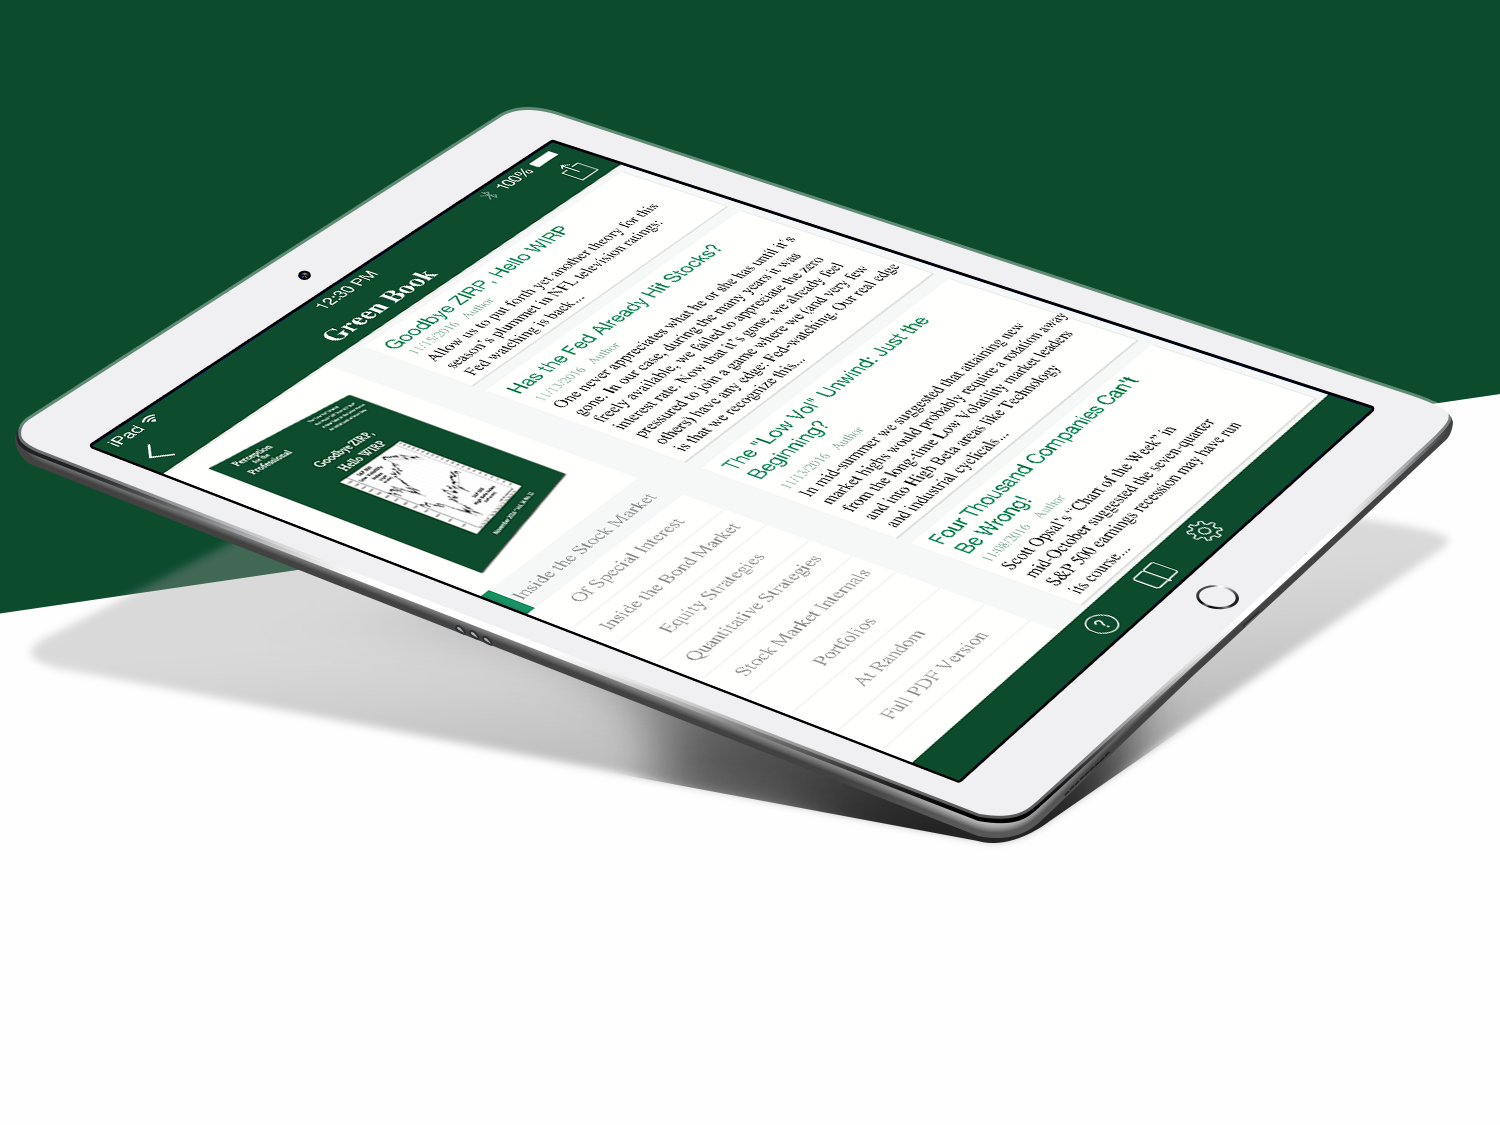 iPad
12:30 PM
100%
Green Book
Perception
for the
Professional
Goodbye ZIRP,
Hello WIRP
Inside the Stock Market
Of Special Interest
Inside the Bond Market
Equity Strategies
Quantitative Strategies
Stock Market Internals
Portfolios
At Random
Full PDF Version
Goodbye ZIRP , Hello WIRP
11/15/2016 Author
Allow us to put forth yet another theory for this
season's plummet in NFL television ratings:
Fed watching is back...
Has the Fed Already Hit Stocks?
11/13/2016 Author
One never appreciates what he or she has until it's
gone. In our case, during the many years it was
freely available, we failed to appreciate the zero
interest rate. Now that it's gone, we already feel
pressured to join a game where we (and very few
others) have any edge: Fed-watching. Our real edge
is that we recognize this...
The "Low Vol" Unwind: Just the
Beginning?
11/13/2016 Author
In mid-summer we suggested that attaining new
market highs would probably require a rotation away
from the long-time Low Volatility market leaders
and into High Beta areas like Technology
and industrial cyclicals...
Four Thousand Companies Can't
Be Wrong!
11/08/2016 Author
Scott Opsal's “Chart of the Week” in
mid-October suggested the seven-quarter
S&P 500 earnings recession may have run
its course...
?